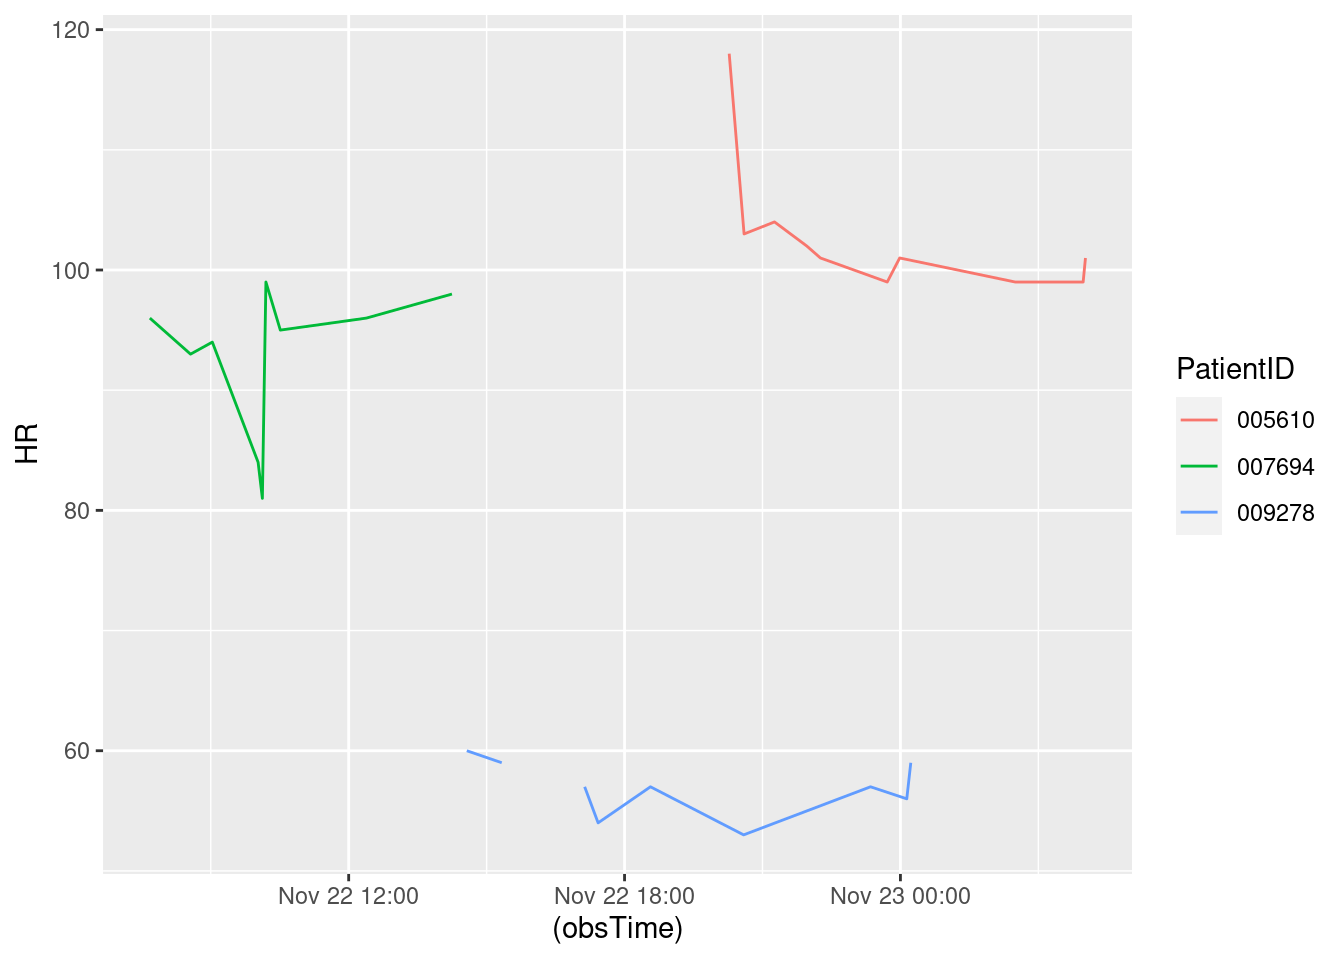 120
100
80
60
HR
Nov 22 12:00
Nov 22 18:00
Nov 23 00:00
(obsTime)
PatientID
005610
007694
009278